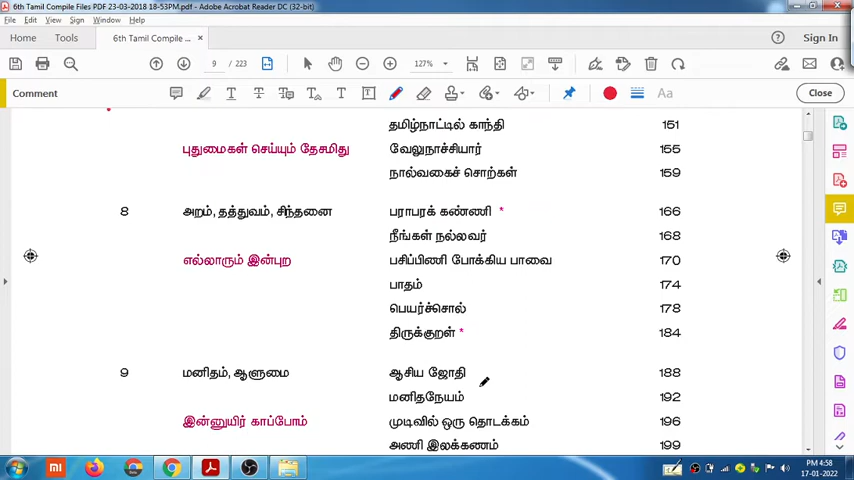 6th Tamil Compile Files PDF 23-03-2018 18-53PM.pdf - Adobe Acrobat Reader DC (32-bit)
File Edit View Sign Window Help
Home Tools 6th Tamil Compile ... × Sign In
9 / 223 127%
Comment Close
தமிழ்நாட்டில் காந்தி 151
புதுமைகள் செய்யும் தேசமிது வேலுநாச்சியார் 155
நால்வகைச் சொற்கள் 159
8 அறம், தத்துவம், சிந்தனை பராபரக் கண்ணி * 166
நீங்கள் நல்லவர் 168
எல்லாரும் இன்புற பசிப்பிணி போக்கிய பாவை 170
பாதம் 174
பெயர்ச்சொல் 178
திருக்குறள் * 184
9 மனிதம், ஆளுமை ஆசிய ஜோதி 188
மனிதநேயம் 192
இன்னுயிர் காப்போம் முடிவில் ஒரு தொடக்கம் 196
அணி இலக்கணம் 199
PM 4:58
17-01-2022